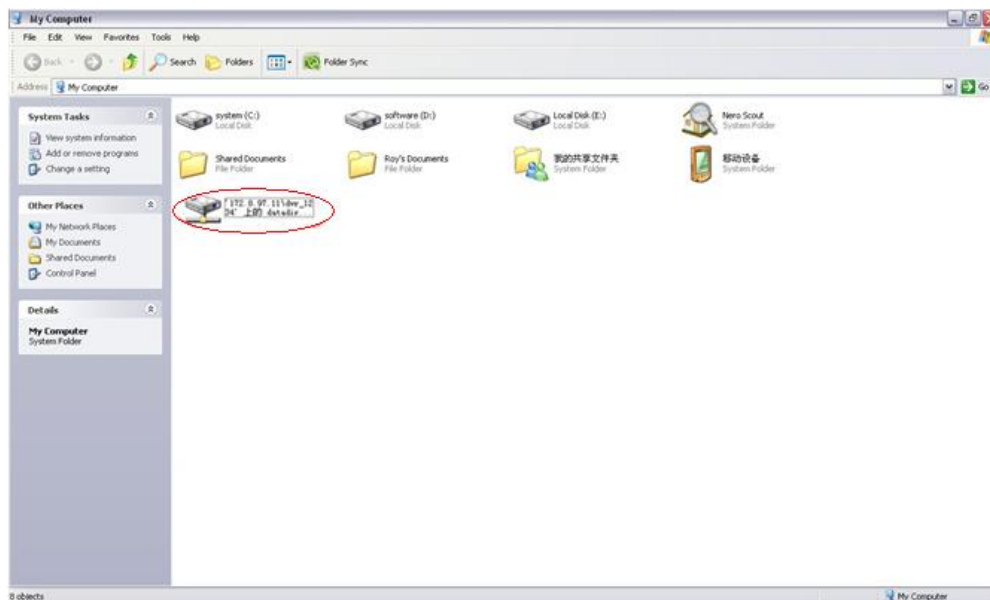 My Computer
File Edit View Favorites Tools Help
Back Search Folders Folder Sync
Address My Computer Go
System Tasks
View system information
Add or remove programs
Change a setting
Other Places
My Network Places
My Documents
Shared Documents
Control Panel
Details
My Computer
System Folder
system (C:)
Local Disk
software (D:)
Local Disk
Local Disk (E:)
Local Disk
Nero Scout
System Folder
Shared Documents
File Folder
Roy's Documents
File Folder
我的共享文件夹
System Folder
移动设备
System Folder
上的 datadir...
8 objects
My Computer